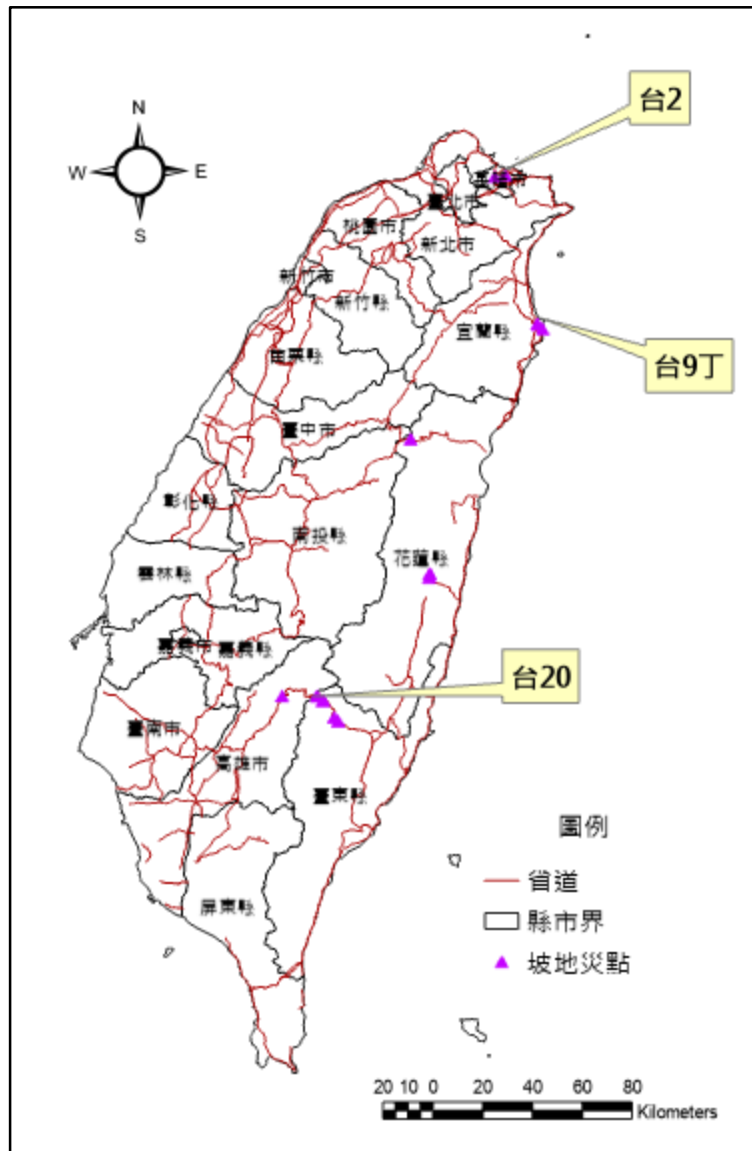 台2
N
W
E
S
基隆市
臺北市
桃園市
新北市
新竹市
新竹縣
宜蘭縣
台9丁
苗栗縣
臺中市
彰化縣
南投縣
花蓮縣
雲林縣
嘉義市
嘉義縣
台20
臺南市
高雄市
臺東縣
圖例
省道
屏東縣
縣市界
坡地災點
20 10 0 20 40 60 80
Kilometers